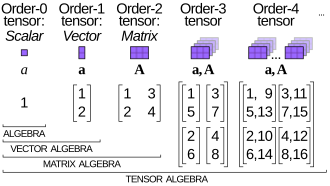 Order-0 Order-1 Order-2 Order-3 Order-4 ...
tensor: tensor: tensor: tensor tensor
Scalar Vector Matrix
...
a a A a, A a, A
1 [1 2] [1 3 2 4] [1 5] [3 7] [1, 9 5,13] [3,11 7,15]
[2 6] [4 8] [2,10 6,14] [4,12 8,16]
ALGEBRA
VECTOR ALGEBRA
MATRIX ALGEBRA
TENSOR ALGEBRA